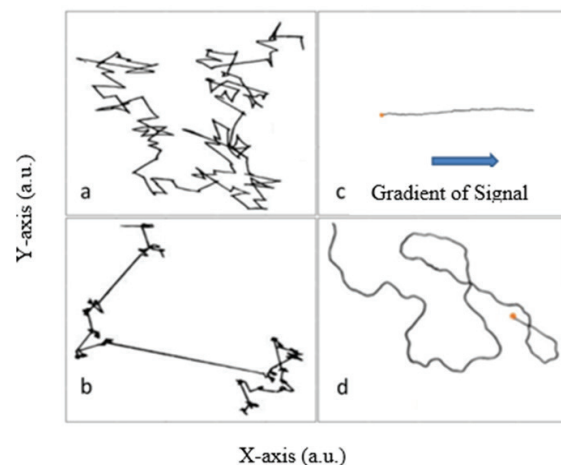 Y-axis (a.u.)
a
c
Gradient of Signal
b
d
X-axis (a.u.)